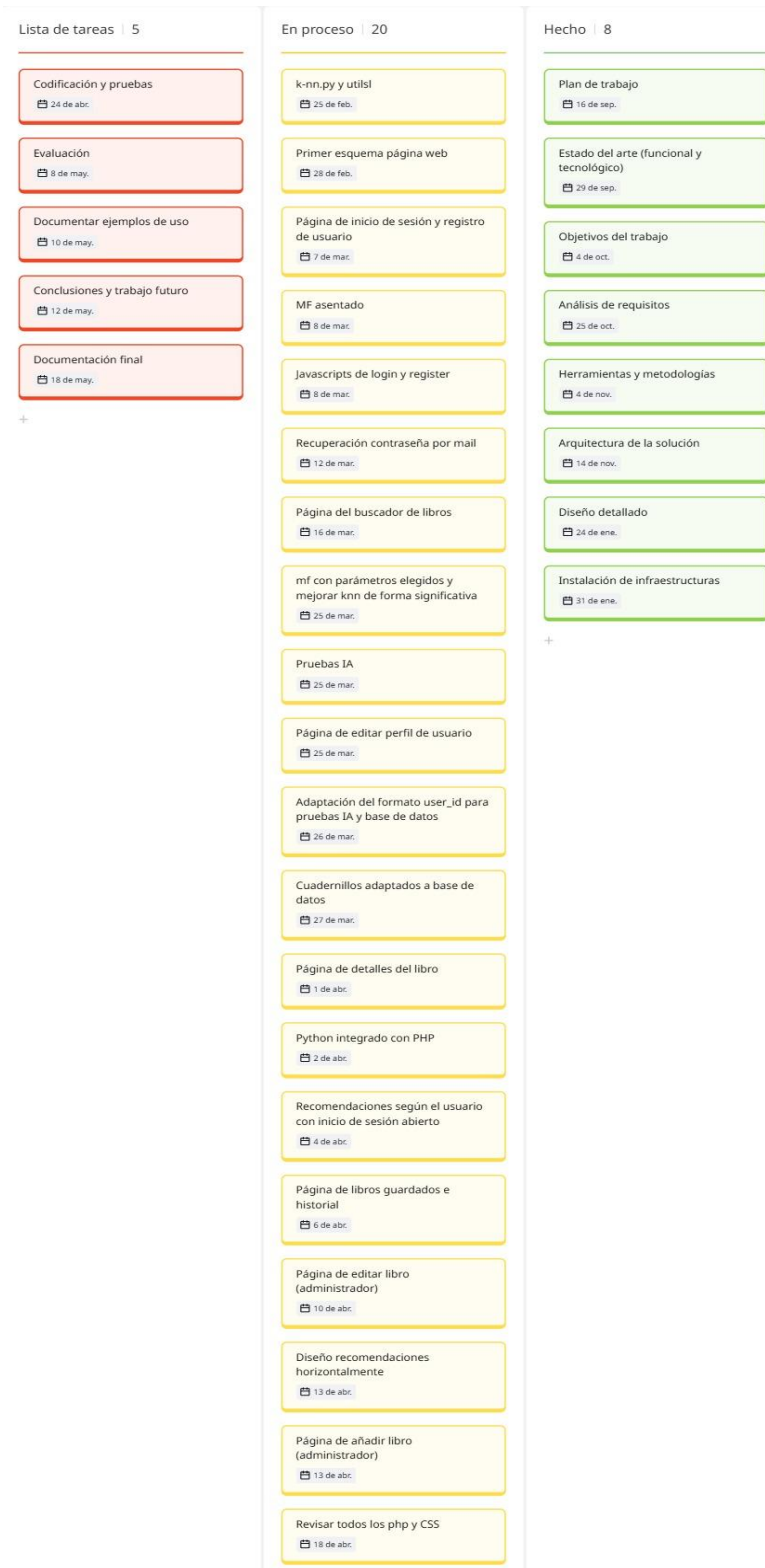 Lista de tareas | 5
Codificación y pruebas
24 de abr.
Evaluación
8 de may.
Documentar ejemplos de uso
10 de may.
Conclusiones y trabajo futuro
12 de may.
Documentación final
18 de may.
+
En proceso | 20
k-nn.py y utilsl
25 de feb.
Primer esquema página web
28 de feb.
Página de inicio de sesión y registro
de usuario
7 de mar.
MF asentado
8 de mar.
Javascripts de login y register
8 de mar.
Recuperación contraseña por mail
12 de mar.
Página del buscador de libros
16 de mar.
mf con parámetros elegidos y
mejorar knn de forma significativa
25 de mar.
Pruebas IA
25 de mar.
Página de editar perfil de usuario
25 de mar.
Adaptación del formato user_id para
pruebas IA y base de datos
26 de mar.
Cuadernillos adaptados a base de
datos
27 de mar.
Página de detalles del libro
1 de abr.
Python integrado con PHP
2 de abr.
Recomendaciones según el usuario
con inicio de sesión abierto
4 de abr.
Página de libros guardados e
historial
6 de abr.
Página de editar libro
(administrador)
10 de abr.
Diseño recomendaciones
horizontalmente
13 de abr.
Página de añadir libro
(administrador)
13 de abr.
Revisar todos los php y CSS
18 de abr.
Hecho | 8
Plan de trabajo
16 de sep.
Estado del arte (funcional y
tecnológico)
29 de sep.
Objetivos del trabajo
4 de oct.
Análisis de requisitos
25 de oct.
Herramientas y metodologías
4 de nov.
Arquitectura de la solución
14 de nov.
Diseño detallado
24 de ene.
Instalación de infraestructuras
31 de ene.
+